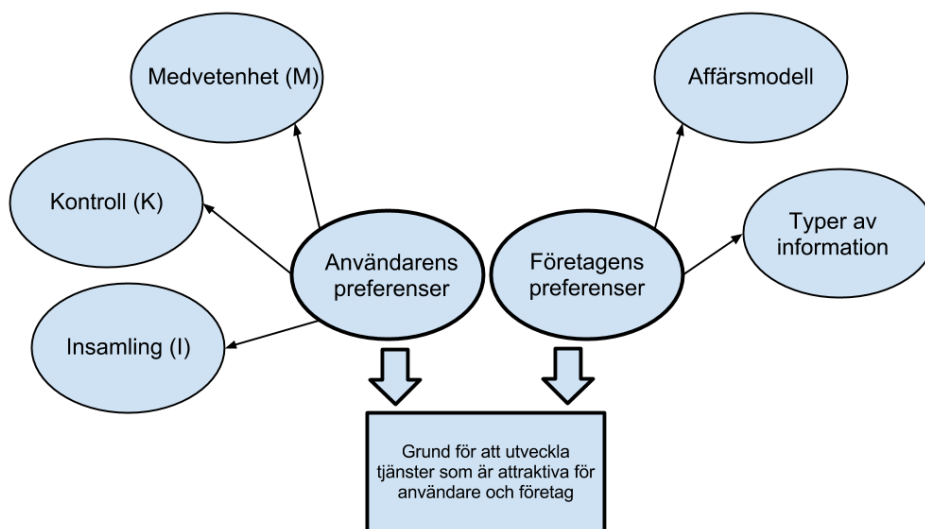 Medvetenhet (M)
Affärsmodell
Kontroll (K)
Typer av
information
Användarens
preferenser
Företagens
preferenser
Insamling (I)
Grund för att utveckla
tjänster som är attraktiva för
användare och företag